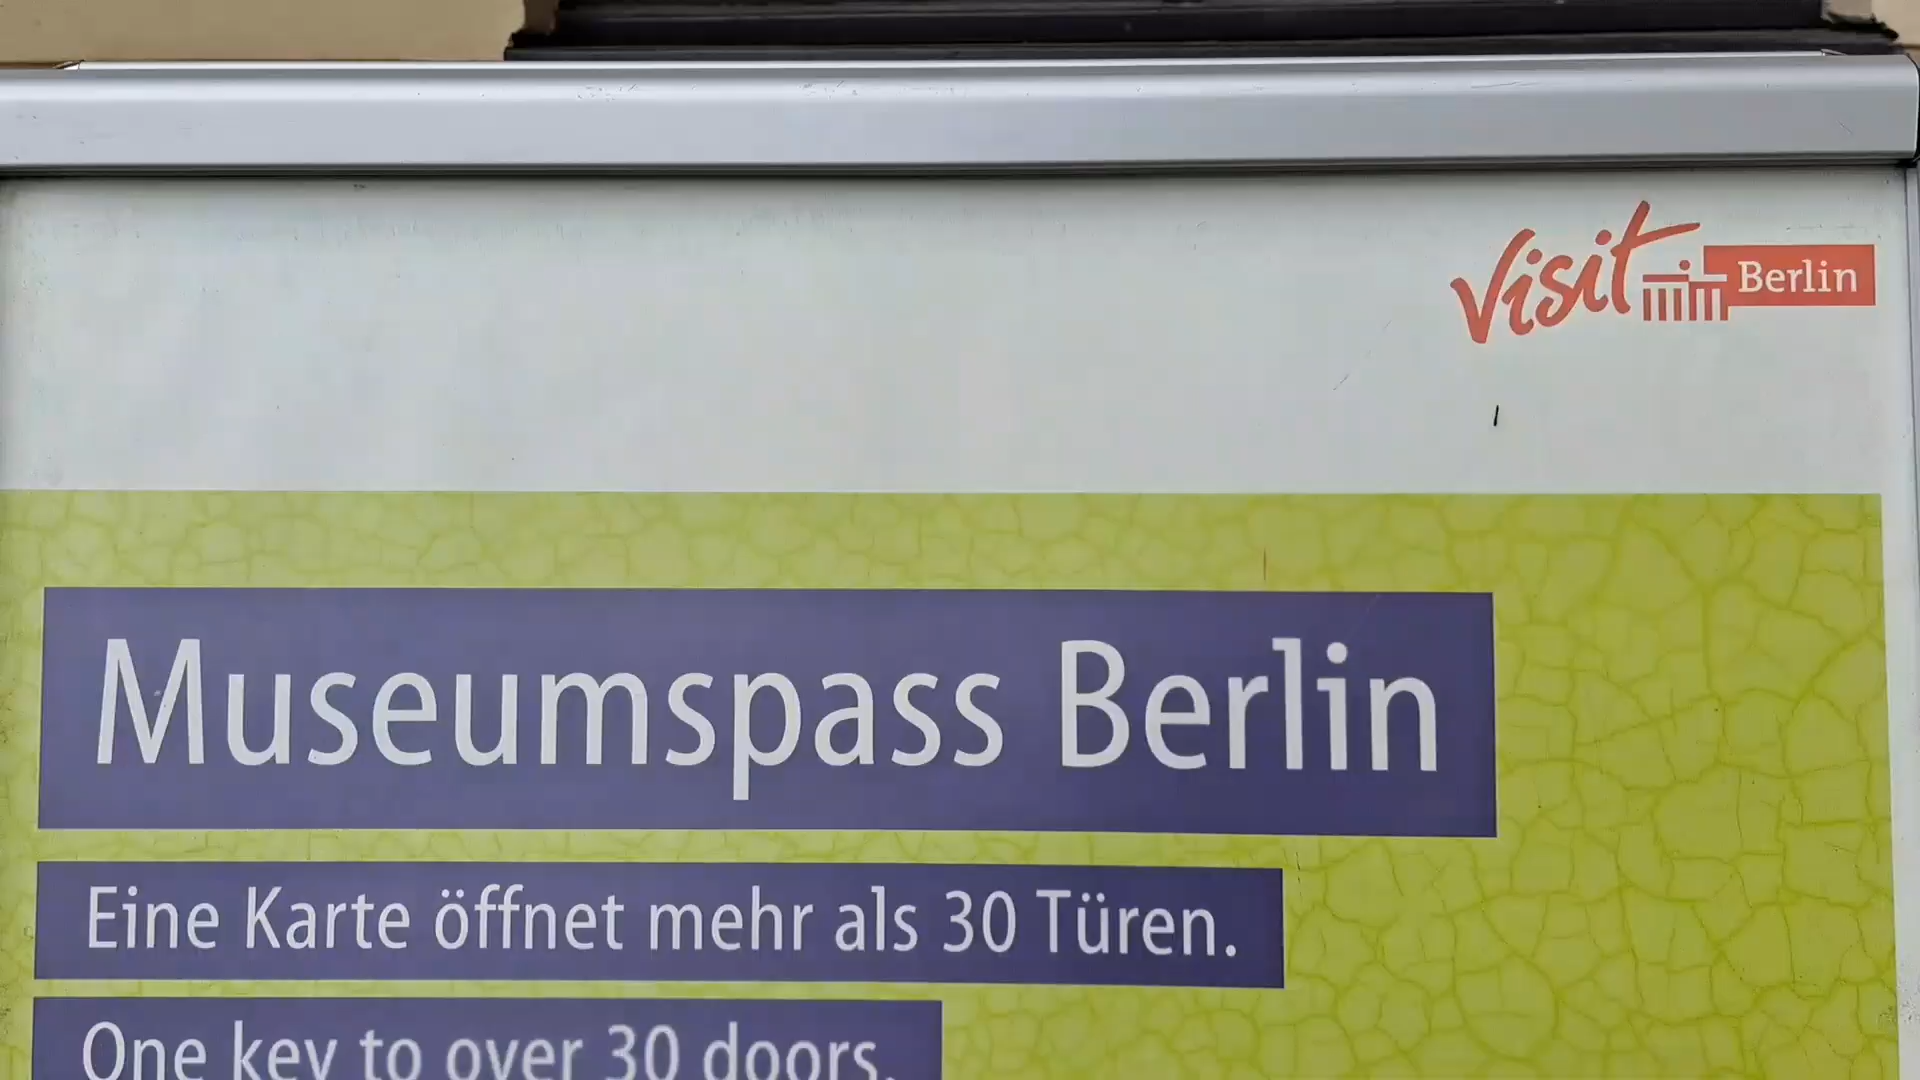 visit Berlin
Museumspass Berlin
Eine Karte öffnet mehr als 30 Türen.
One key to over 30 doors.